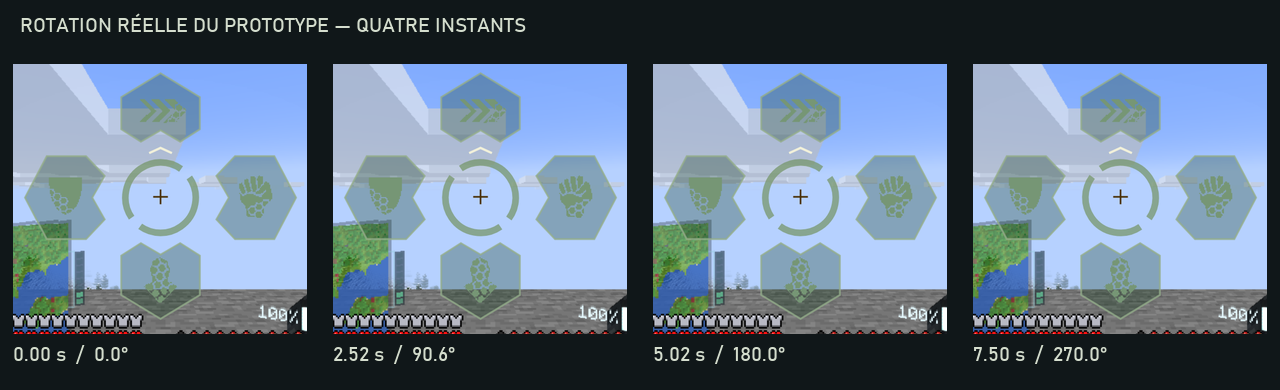 ROTATION RÉELLE DU PROTOTYPE — QUATRE INSTANTS
100% 100% 100% 100%
0.00 s / 0.0° 2.52 s / 90.6° 5.02 s / 180.0° 7.50 s / 270.0°